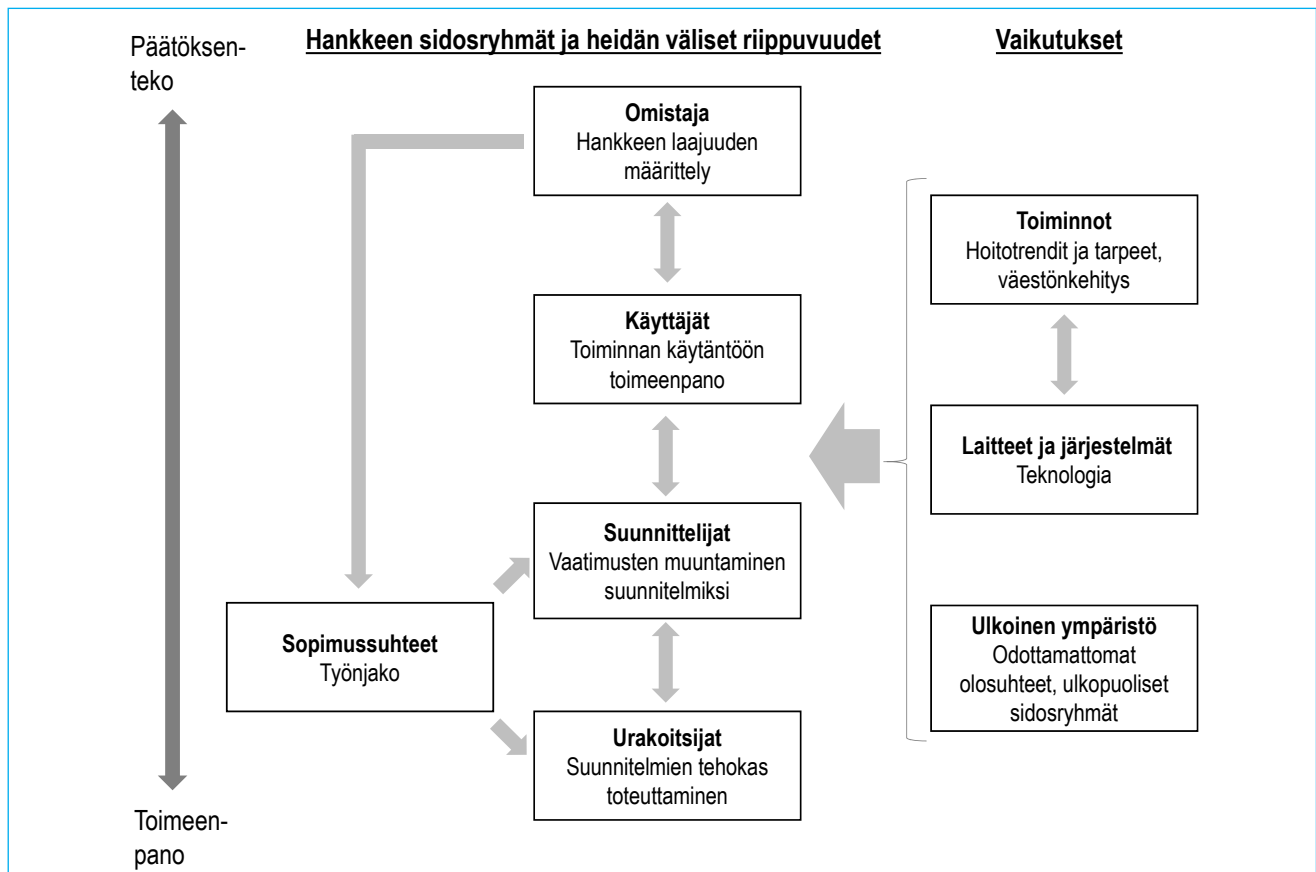 Päätöksen-
teko
Hankkeen sidosryhmät ja heidän väliset riippuvuudet
Vaikutukset
Omistaja
Hankkeen laajuuden
määrittely
Käyttäjät
Toiminnan käytäntöön
toimeenpano
Suunnittelijat
Vaatimusten muuntaminen
suunnitelmiksi
Sopimussuhteet
Työnjako
Urakoitsijat
Suunnitelmien tehokas
toteuttaminen
Toiminnot
Hoitotrendit ja tarpeet,
väestönkehitys
Laitteet ja järjestelmät
Teknologia
Ulkoinen ympäristö
Odottamattomat
olosuhteet, ulkopuoliset
sidosryhmät
Toimeen-
pano